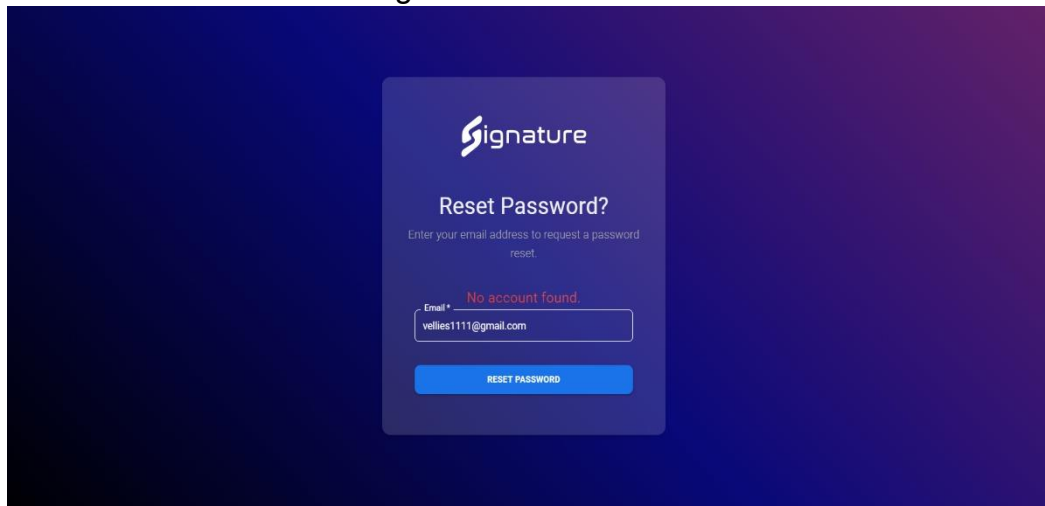 Signature
Reset Password?
Enter your email address to request a password
reset.
No account found.
Email *
vellies1111@gmail.com
RESET PASSWORD